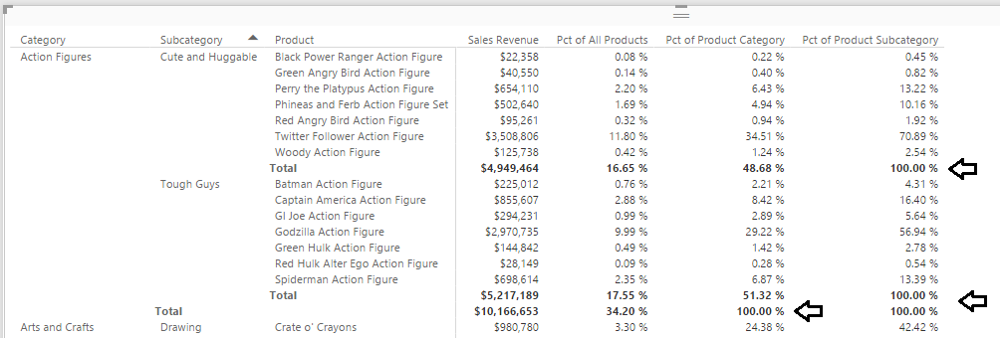 Category Subcategory Product Sales Revenue Pct of All Products Pct of Product Category Pct of Product Subcategory
Action Figures Cute and Huggable Black Power Ranger Action Figure $22,358 0.08 % 0.22 % 0.45 %
Green Angry Bird Action Figure $40,550 0.14 % 0.40 % 0.82 %
Perry the Platypus Action Figure $654,110 2.20 % 6.43 % 13.22 %
Phineas and Ferb Action Figure Set $502,640 1.69 % 4.94 % 10.16 %
Red Angry Bird Action Figure $95,261 0.32 % 0.94 % 1.92 %
Twitter Follower Action Figure $3,508,806 11.80 % 34.51 % 70.89 %
Woody Action Figure $125,738 0.42 % 1.24 % 2.54 %
Total $4,949,464 16.65 % 48.68 % 100.00 %
Tough Guys Batman Action Figure $225,012 0.76 % 2.21 % 4.31 %
Captain America Action Figure $855,607 2.88 % 8.42 % 16.40 %
GI Joe Action Figure $294,231 0.99 % 2.89 % 5.64 %
Godzilla Action Figure $2,970,735 9.99 % 29.22 % 56.94 %
Green Hulk Action Figure $144,842 0.49 % 1.42 % 2.78 %
Red Hulk Alter Ego Action Figure $28,149 0.09 % 0.28 % 0.54 %
Spiderman Action Figure $698,614 2.35 % 6.87 % 13.39 %
Total $5,217,189 17.55 % 51.32 % 100.00 %
Total $10,166,653 34.20 % 100.00 % 100.00 %
Arts and Crafts Drawing Crate o' Crayons $980,780 3.30 % 24.38 % 42.42 %